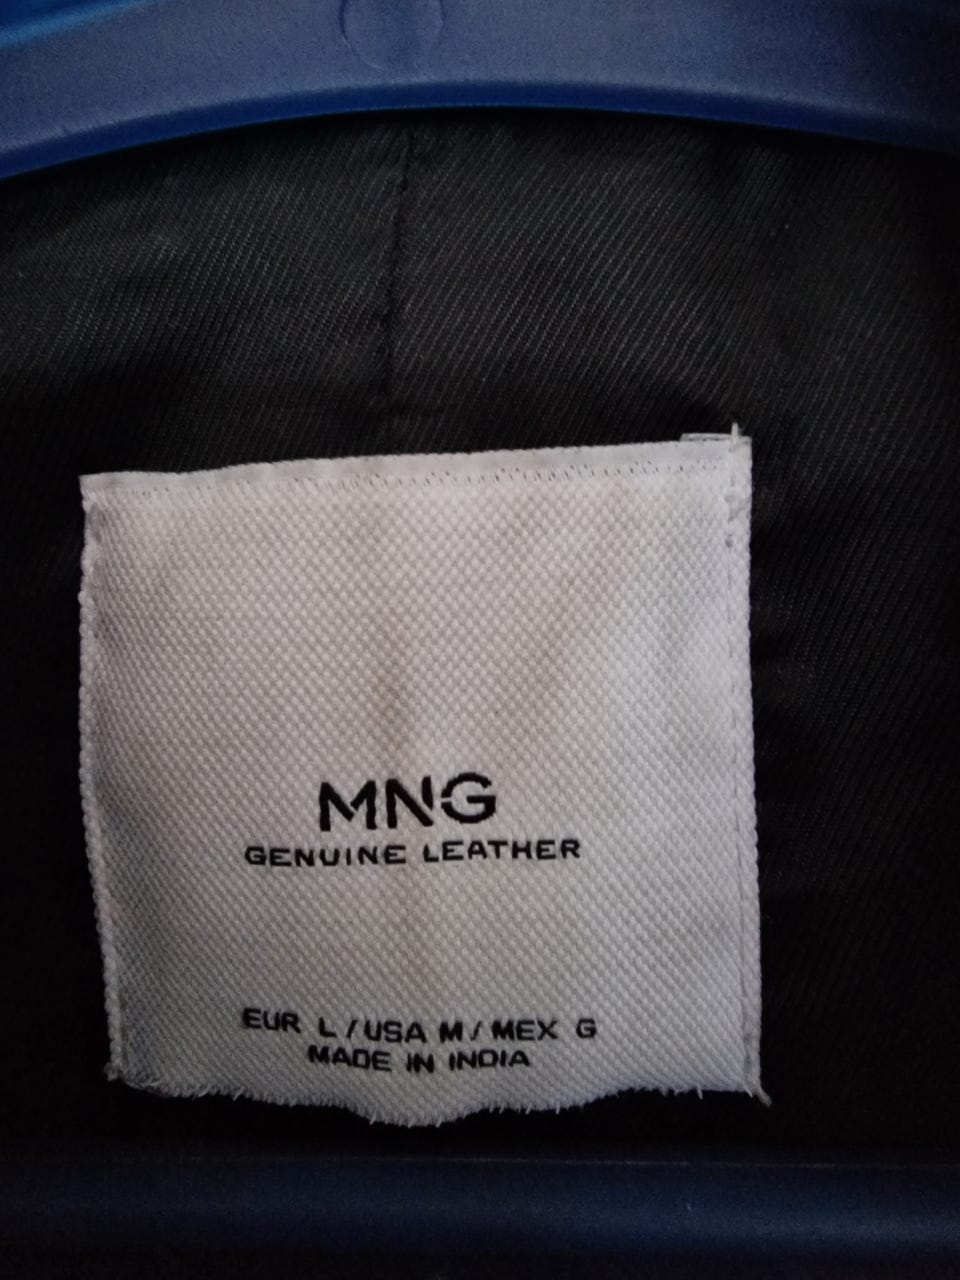 MNG
GENUINE LEATHER
EUR L / USA M / MEX G
MADE IN INDIA